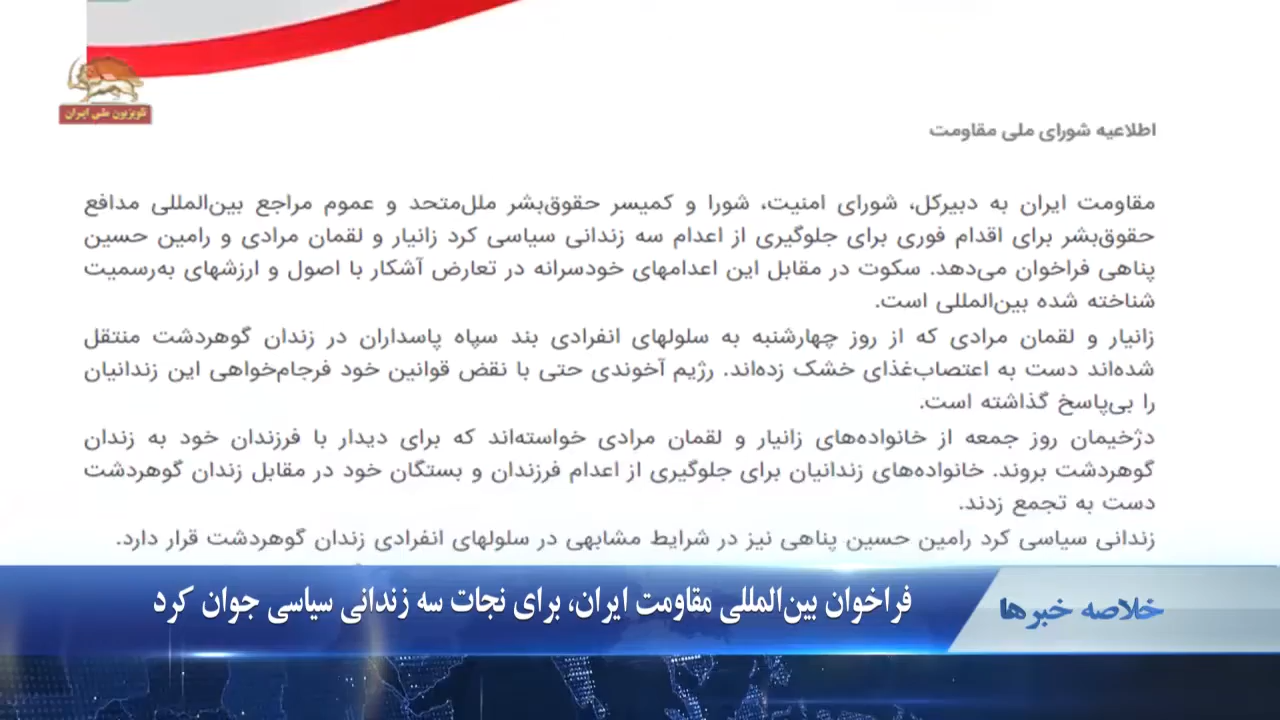 تلویزیون ملی ایران
اطلاعیه شورای ملی مقاومت
مقاومت ایران به دبیرکل، شورای امنیت، شورا و کمیسر حقوق‌بشر ملل‌متحد و عموم مراجع بین‌المللی مدافع
حقوق‌بشر برای اقدام فوری برای جلوگیری از اعدام سه زندانی سیاسی کرد زانیار و لقمان مرادی و رامین حسین
پناهی فراخوان می‌دهد. سکوت در مقابل این اعدامهای خودسرانه در تعارض آشکار با اصول و ارزشهای به‌رسمیت
شناخته شده بین‌المللی است.
زانیار و لقمان مرادی که از روز چهارشنبه به سلولهای انفرادی بند سپاه پاسداران در زندان گوهردشت منتقل
شده‌اند دست به اعتصاب‌غذای خشک زده‌اند. رژیم آخوندی حتی با نقض قوانین خود فرجام‌خواهی این زندانیان
را بی‌پاسخ گذاشته است.
دژخیمان روز جمعه از خانواده‌های زانیار و لقمان مرادی خواسته‌اند که برای دیدار با فرزندان خود به زندان
گوهردشت بروند. خانواده‌های زندانیان برای جلوگیری از اعدام فرزندان و بستگان خود در مقابل زندان گوهردشت
دست به تجمع زدند.
زندانی سیاسی کرد رامین حسین پناهی نیز در شرایط مشابهی در سلولهای انفرادی زندان گوهردشت قرار دارد.
خلاصه خبرها
فراخوان بین‌المللی مقاومت ایران، برای نجات سه زندانی سیاسی جوان کرد